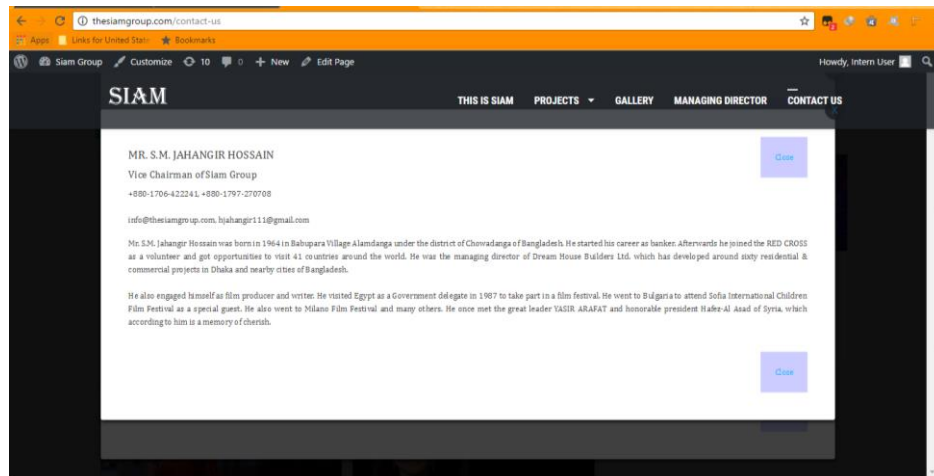 thesiamgroup.com/contact-us
Apps Links for United State Bookmarks
Siam Group Customize 10 0 New Edit Page Howdy, Intern User
SIAM THIS IS SIAM PROJECTS GALLERY MANAGING DIRECTOR CONTACT US
MR. S.M. JAHANGIR HOSSAIN
Close
Vice Chairman of Siam Group
+880-1706-422241, +880-1797-270708
info@thesiamgroup.com, hjahangir111@gmail.com
Mr. S.M. Jahangir Hossain was born in 1964 in Babupara Village Alamdanga under the district of Chowadanga of Bangladesh. He started his career as banker. Afterwards he joined the RED CROSS
as a volunteer and got opportunities to visit 41 countries around the world. He was the managing director of Dream House Builders Ltd. which has developed around sixty residential &
commercial projects in Dhaka and nearby cities of Bangladesh.
He also engaged himself as film producer and writer. He visited Egypt as a Government delegate in 1987 to take part in a film festival. He went to Bulgaria to attend Sofia International Children
Film Festival as a special guest. He also went to Milano Film Festival and many others. He once met the great leader YASIR ARAFAT and honorable president Hafez-Al Asad of Syria, which
according to him is a memory of cherish.
Close